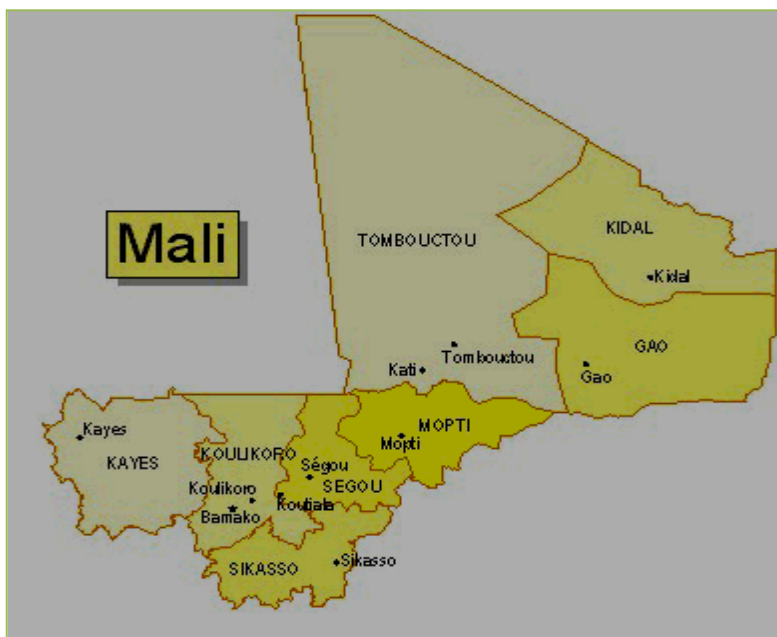 Mali
TOMBOUCTOU
KIDAL
Kidal
GAO
Tombouctou
Kati
Gao
Kayes
MOPTI
Mopti
KOULIKORO
KAYES
Ségou
SEGOU
Koulikoro
Koutiala
Bamako
Sikasso
SIKASSO